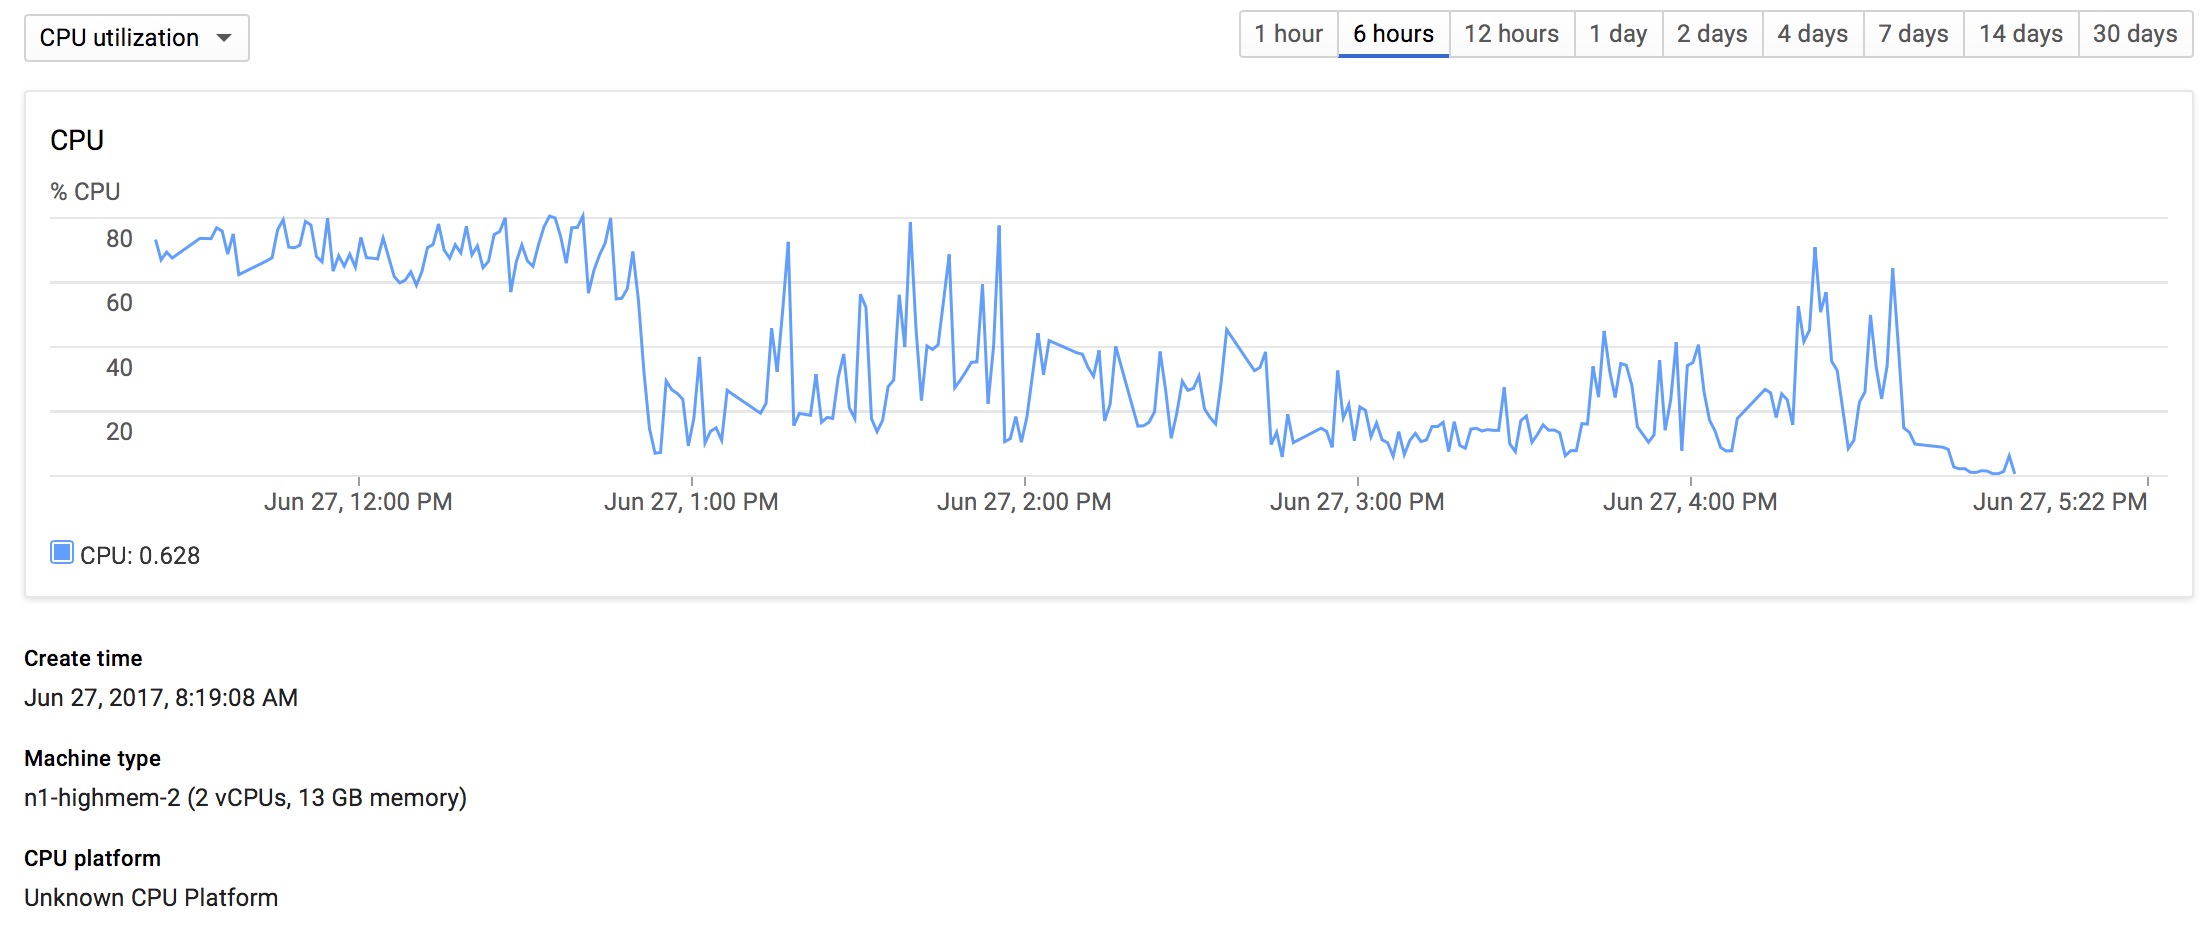 CPU utilization
1 hour 6 hours 12 hours 1 day 2 days 4 days 7 days 14 days 30 days
CPU
% CPU
80
60
40
20
Jun 27, 12:00 PM Jun 27, 1:00 PM Jun 27, 2:00 PM Jun 27, 3:00 PM Jun 27, 4:00 PM Jun 27, 5:22 PM
CPU: 0.628
Create time
Jun 27, 2017, 8:19:08 AM
Machine type
n1-highmem-2 (2 vCPUs, 13 GB memory)
CPU platform
Unknown CPU Platform